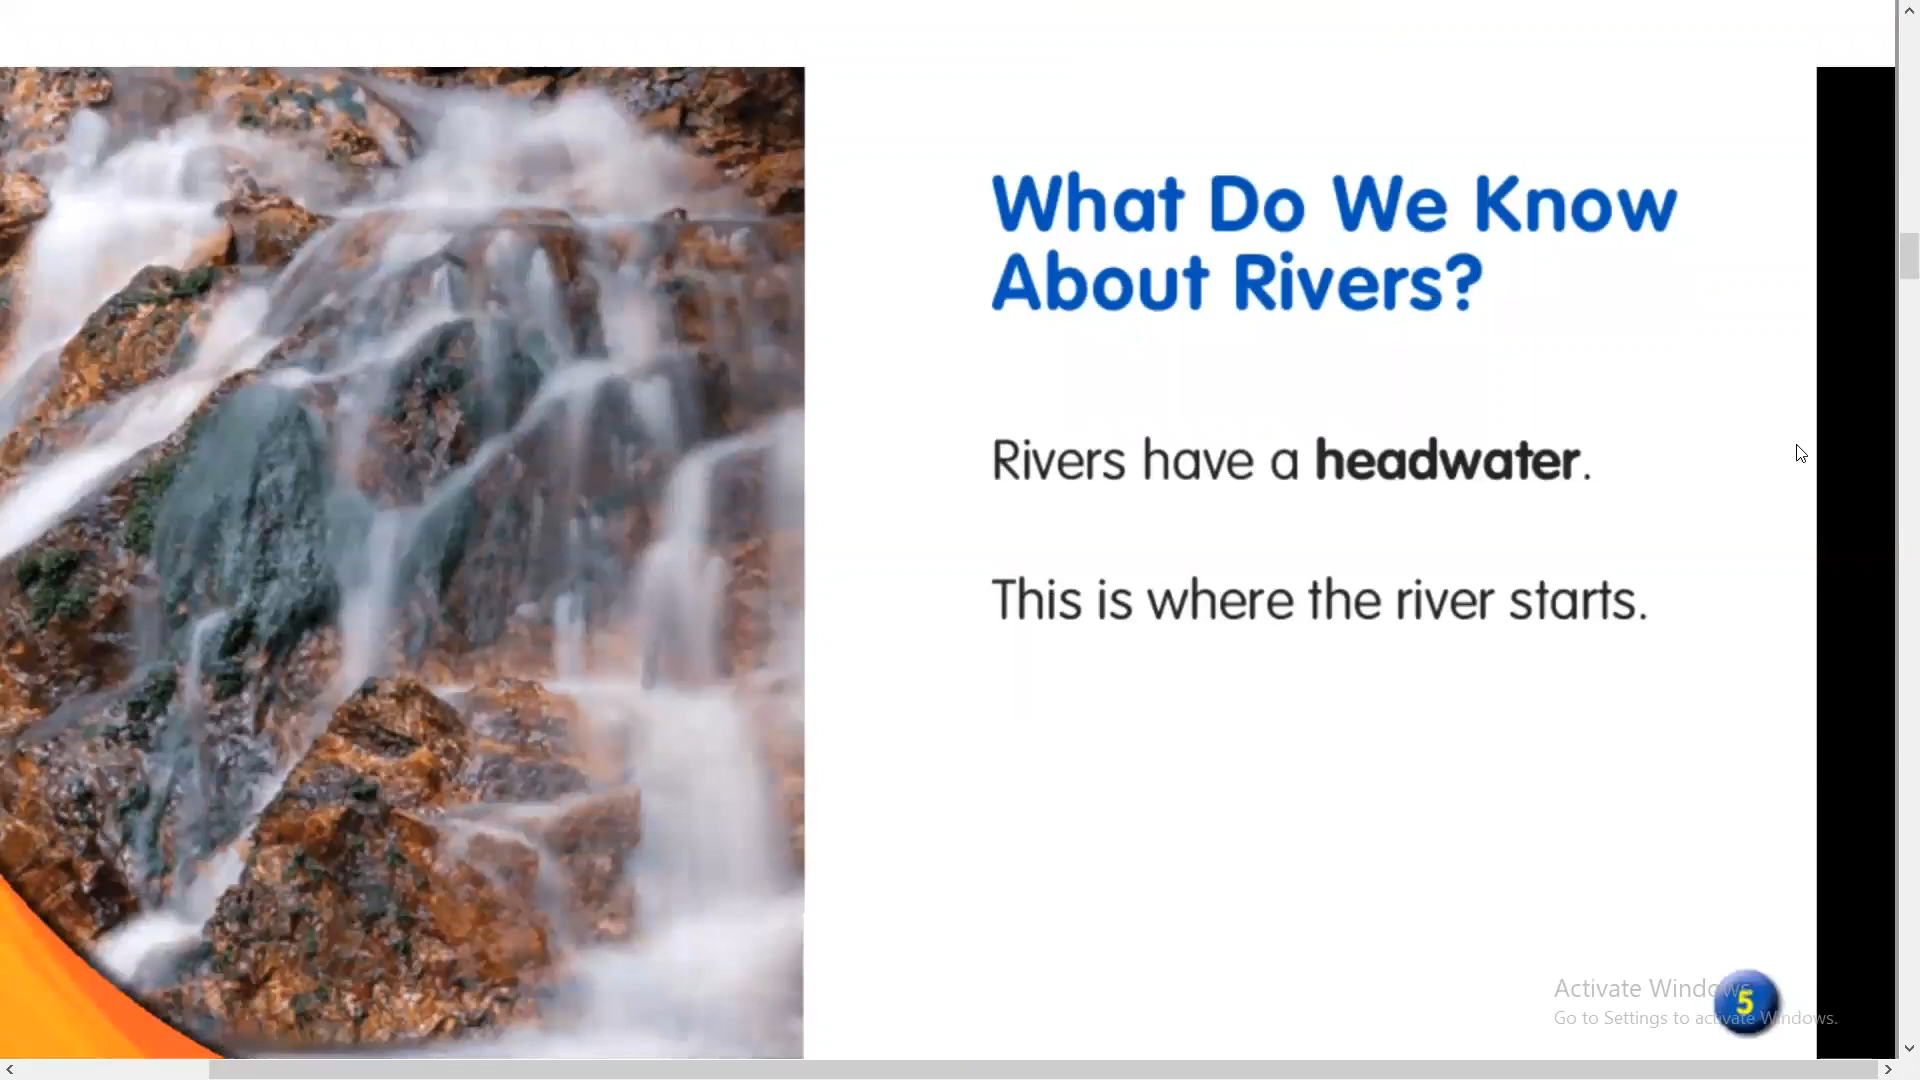 What Do We Know
About Rivers?
Rivers have a headwater.
This is where the river starts.
Activate Windows
5
Go to Settings to activate Windows.